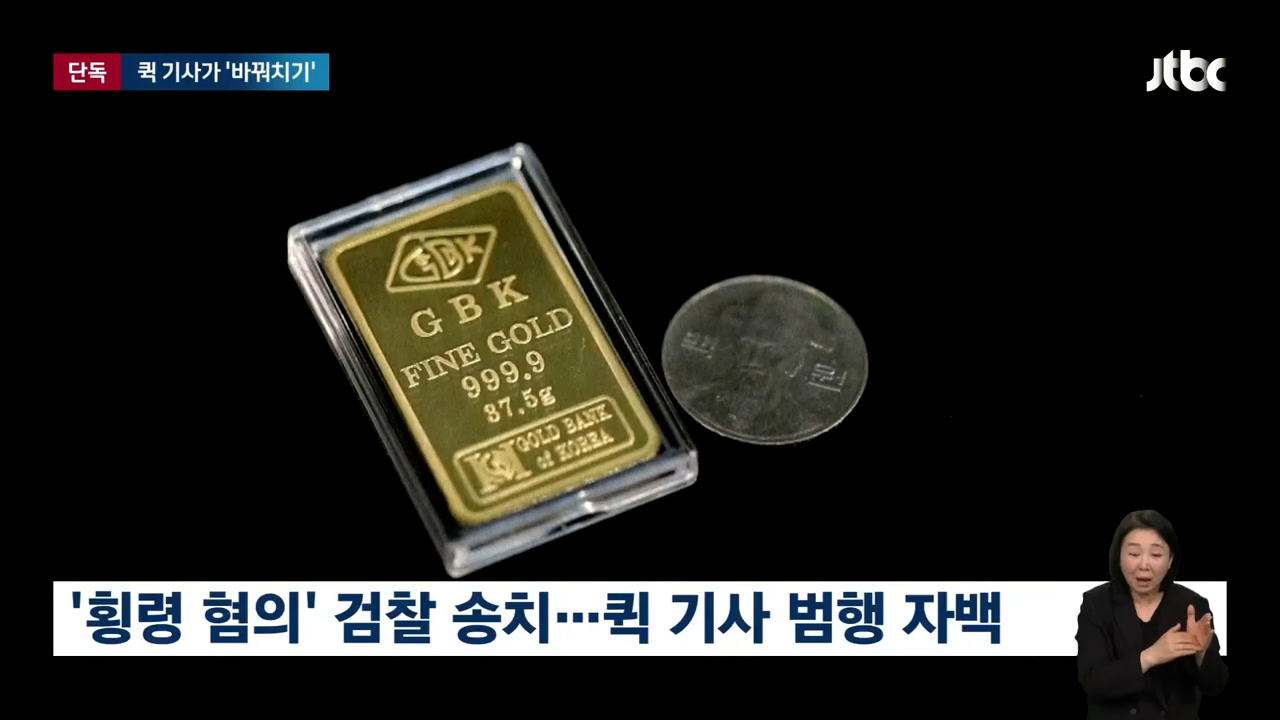 단독 퀵 기사가 '바꿔치기'
jtbc
GBK
GBK
FINE GOLD
999.9
37.5g
GOLD BANK
of KOREA
'횡령 혐의' 검찰 송치…퀵 기사 범행 자백